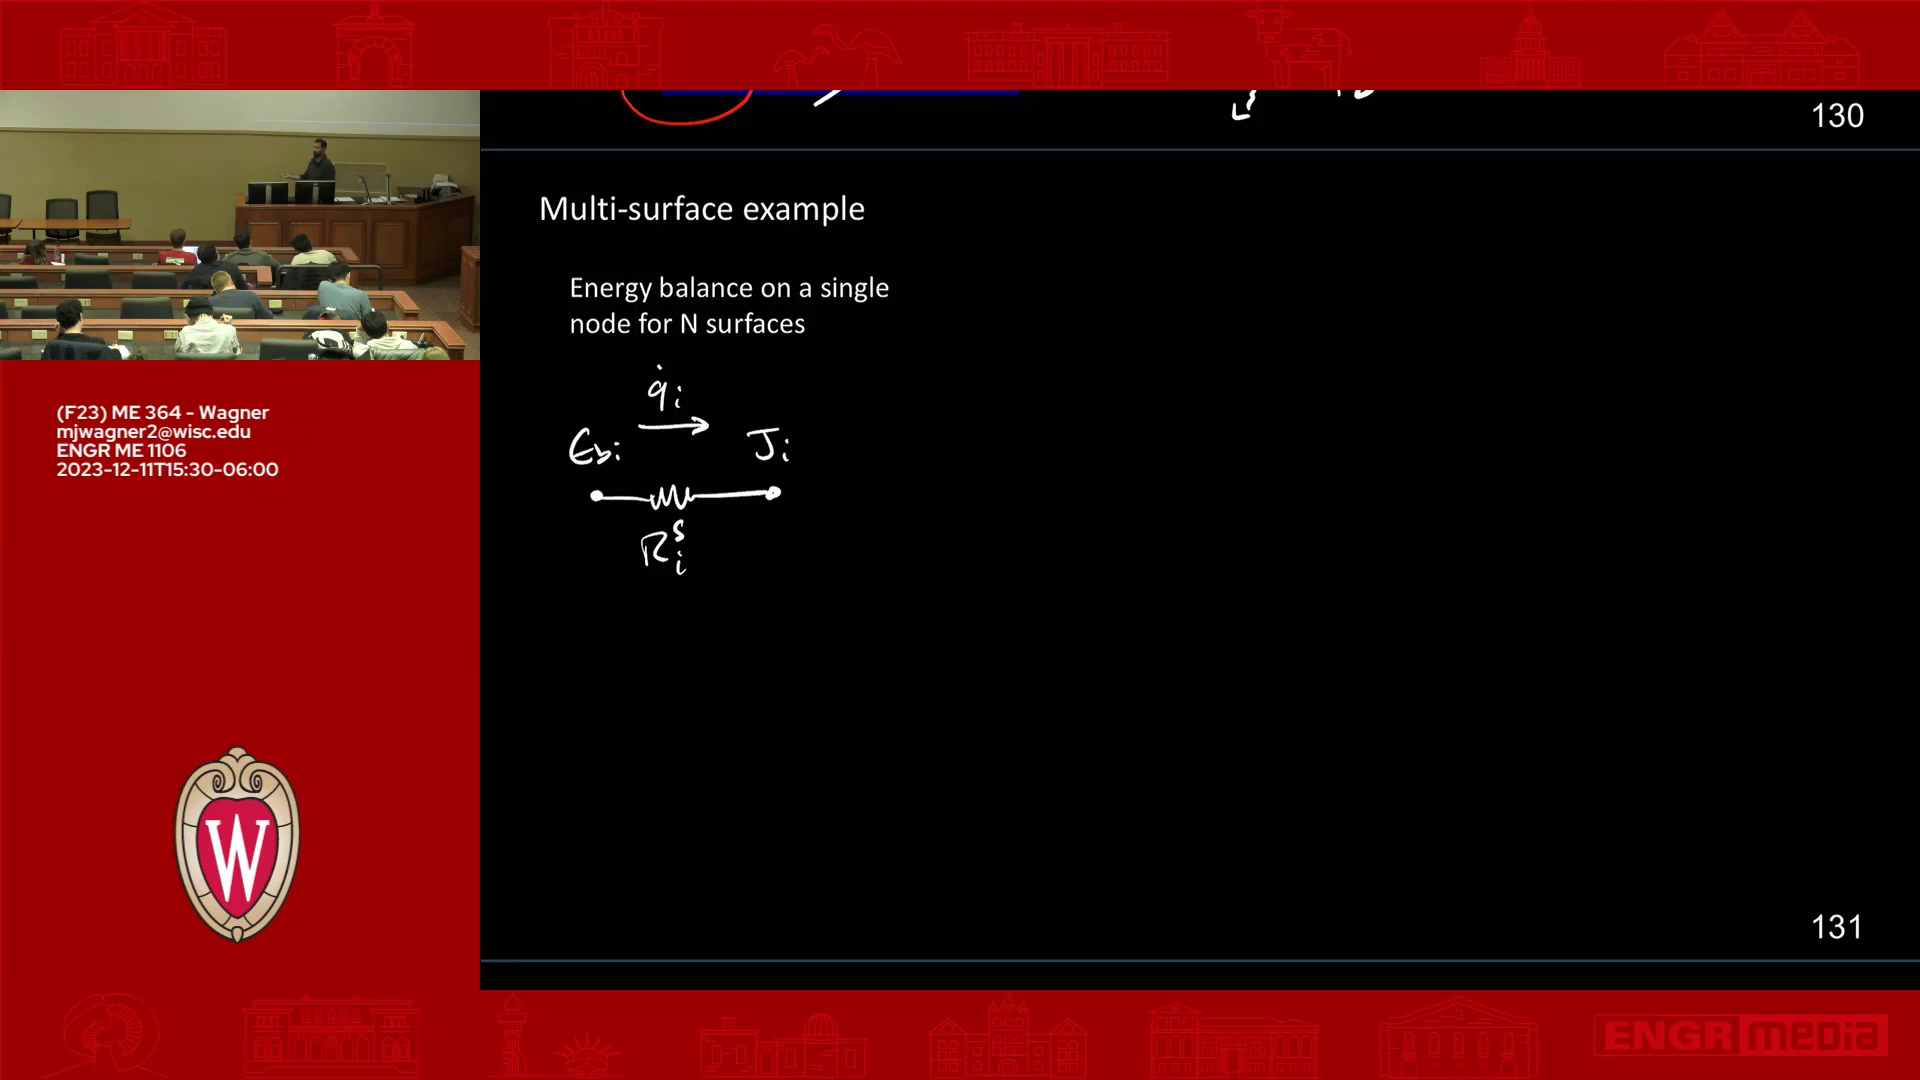 130
Multi-surface example
Energy balance on a single
node for N surfaces
q̇i
Ebi
Ji
Rᵢˢ
(F23) ME 364 - Wagner
mjwagner2@wisc.edu
ENGR ME 1106
2023-12-11T15:30-06:00
W
131
ENGR media